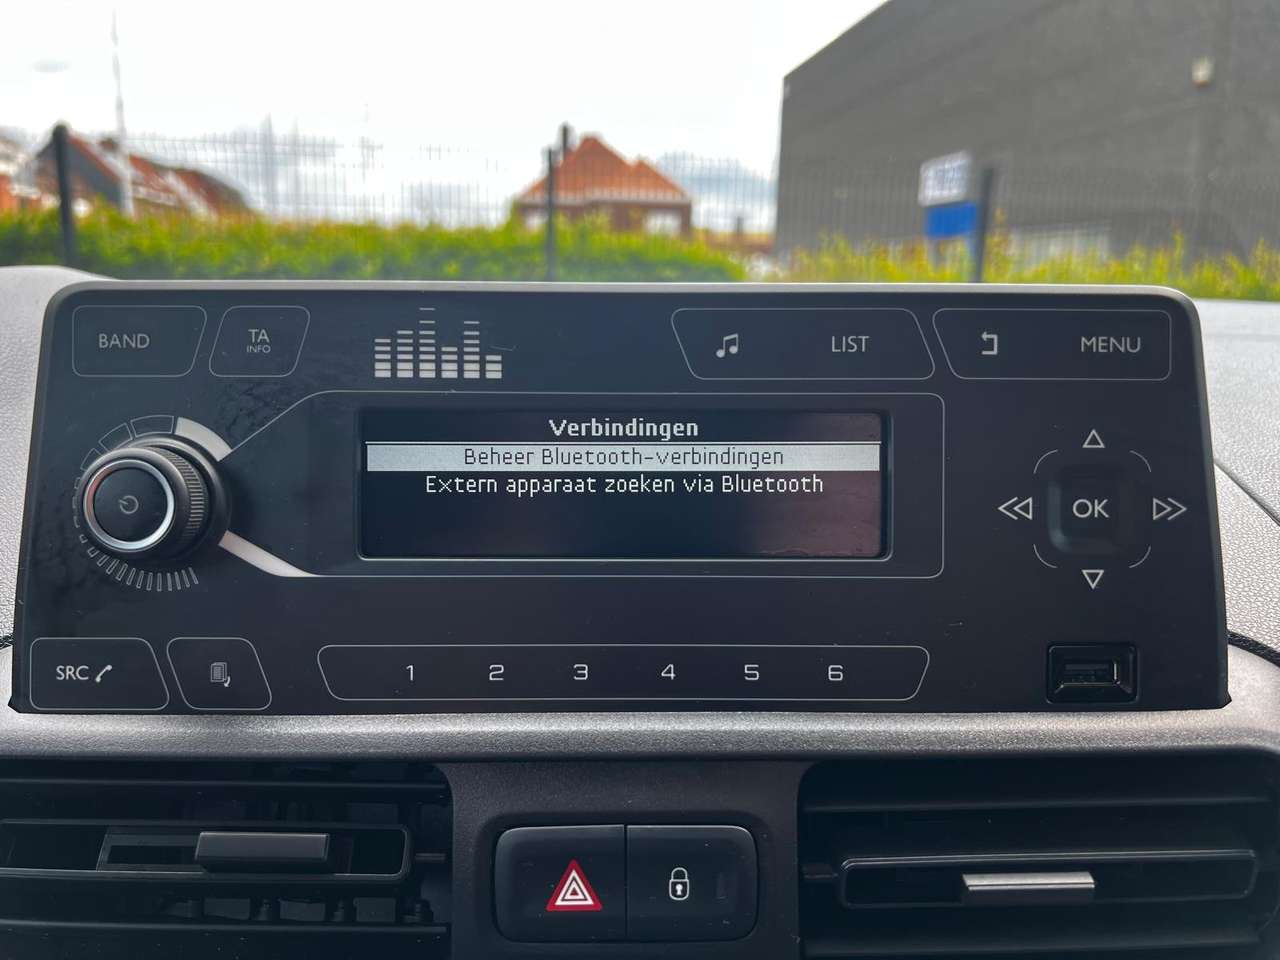 BAND
TA
INFO
LIST
MENU
Verbindingen
Beheer Bluetooth-verbindingen
Extern apparaat zoeken via Bluetooth
OK
SRC
1 2 3 4 5 6